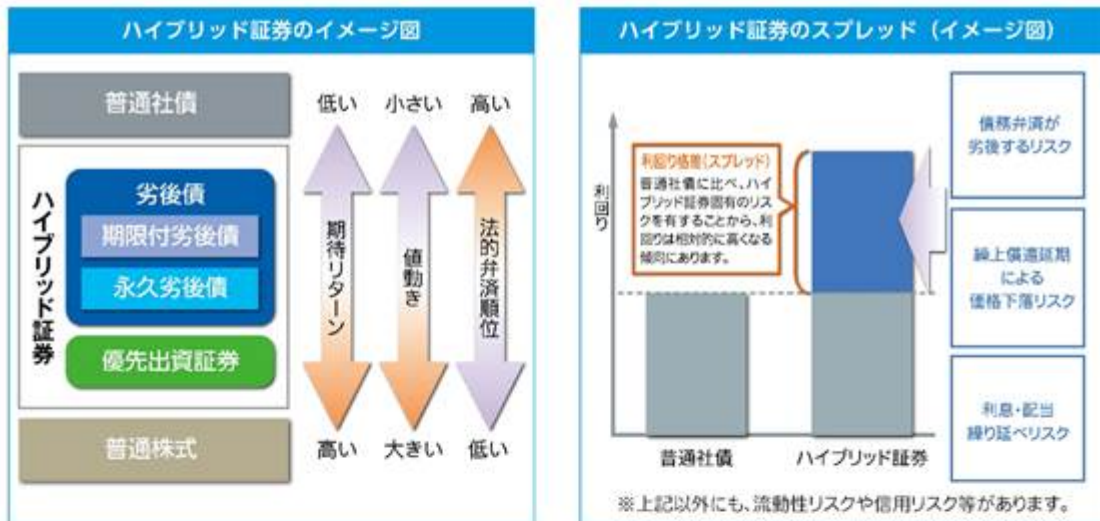 ハイブリッド証券のイメージ図
普通社債
ハイブリッド証券
劣後債
期限付劣後債
永久劣後債
優先出資証券
普通株式
低い
小さい
高い
期待リターン
値動き
法的弁済順位
高い
大きい
低い
ハイブリッド証券のスプレッド（イメージ図）
利回り
利回り格差（スプレッド）
普通社債に比べ、ハイ
ブリッド証券固有のリス
クを有することから、利
回りは相対的に高くなる
傾向にあります。
普通社債
ハイブリッド証券
債務弁済が
劣後するリスク
繰上償還延期
による
価格下落リスク
利息・配当
繰り延べリスク
※上記以外にも、流動性リスクや信用リスク等があります。